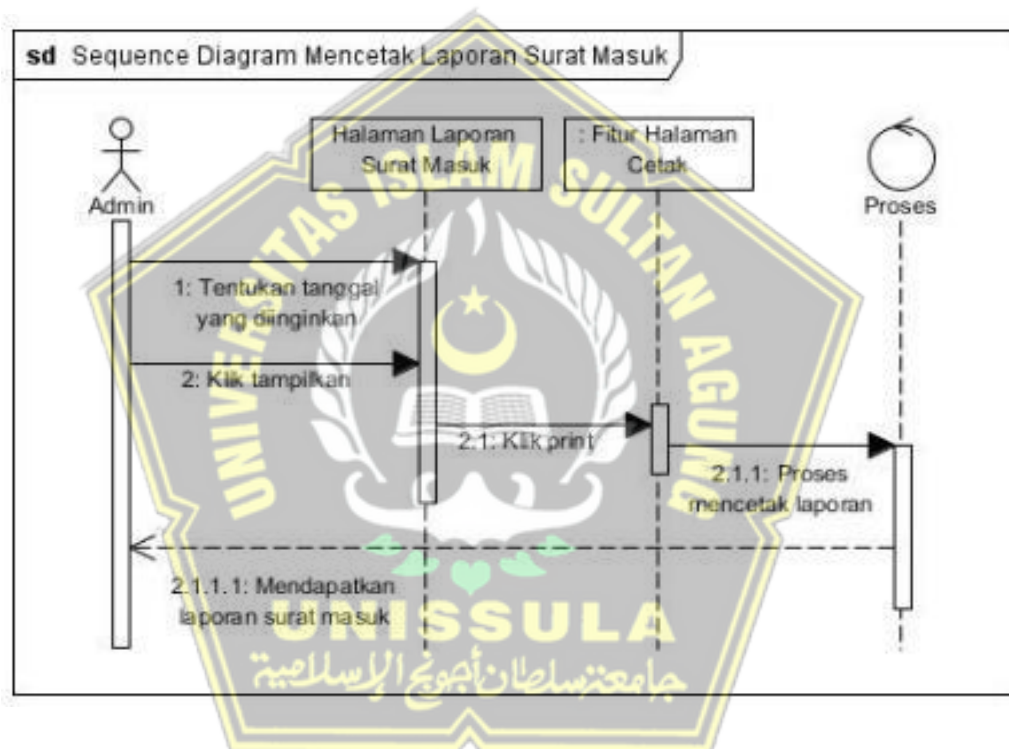 sd Sequence Diagram Mencetak Laporan Surat Masuk
Halaman Laporan
Surat Masuk
: Fitur Halaman
Cetak
Admin
Proses
1: Tentukan tanggal
yang diinginkan
2: Klik tampilkan
2.1: Klik print
2.1.1: Proses
mencetak laporan
2.1.1.1: Mendapatkan
laporan surat masuk
UNIVERSITAS ISLAM SULTAN AGUNG
UNISSULA
جامعتنسلطان أجونج الإسلامية